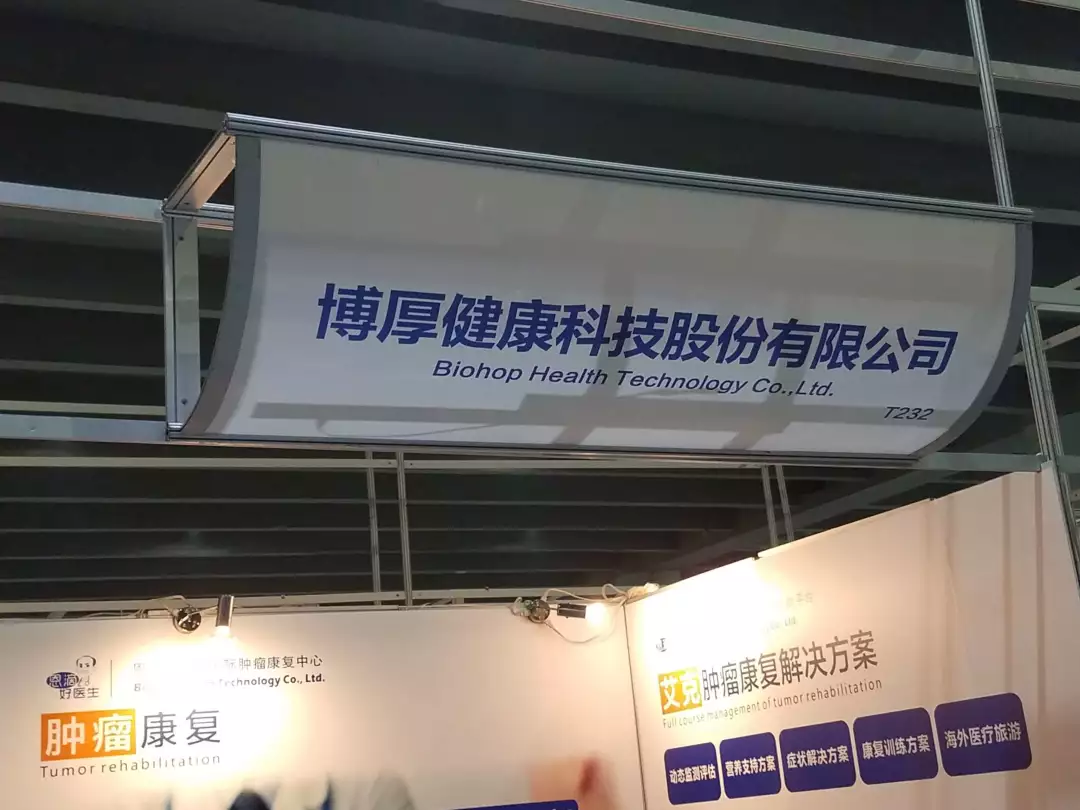 博厚健康科技股份有限公司
Biohop Health Technology Co.,Ltd.
T232
好医生
肿瘤康复中心
Technology Co., Ltd.
肿瘤康复
Tumor rehabilitation
艾克肿瘤康复解决方案
Full course management of tumor rehabilitation
动态监测评估
营养支持方案
症状解决方案
康复训练方案
海外医疗旅游